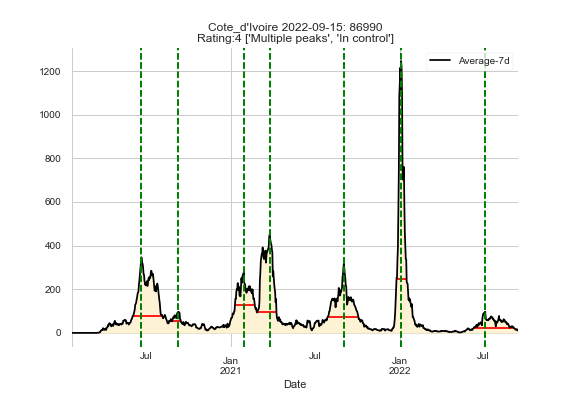 Cote_d'Ivoire 2022-09-15: 86990
Rating:4 ['Multiple peaks', 'In control']
Average-7d
1200
1000
800
600
400
200
0
Jul
Jan
2021
Jul
Jan
2022
Jul
Date